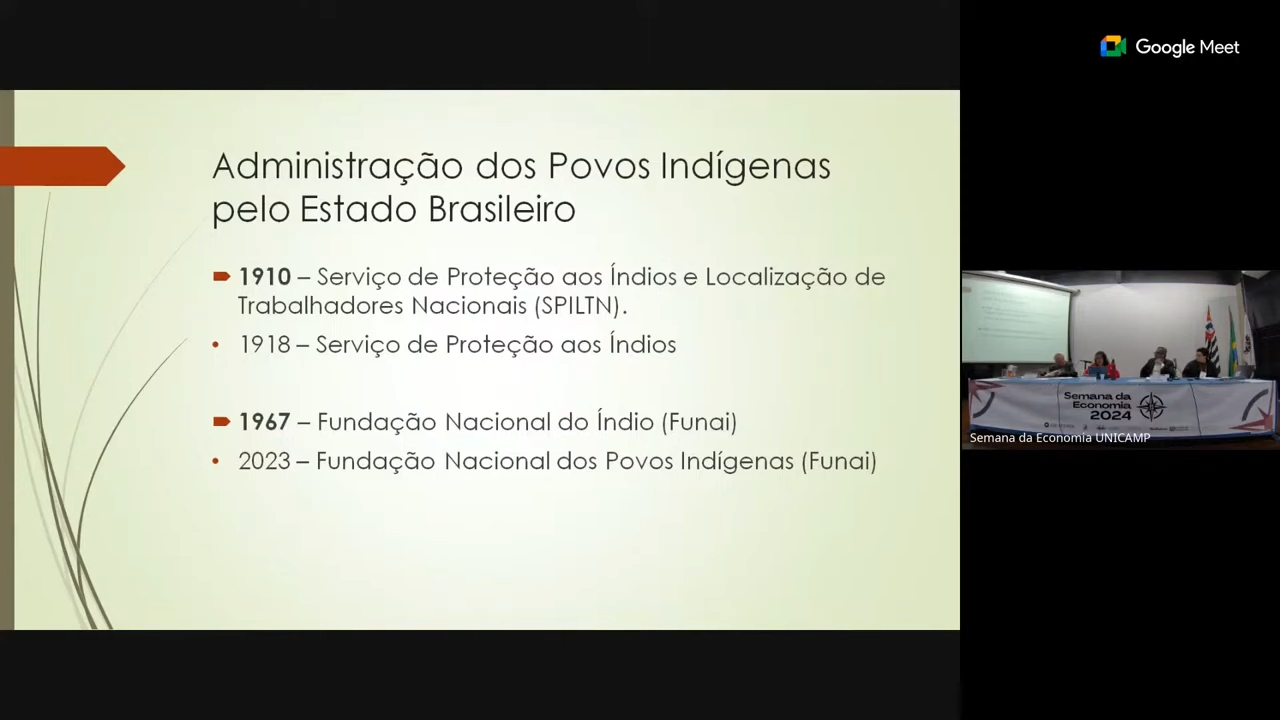 Google Meet
Administração dos Povos Indígenas
pelo Estado Brasileiro
1910 – Serviço de Proteção aos Índios e Localização de
Trabalhadores Nacionais (SPILTN).
• 1918 – Serviço de Proteção aos Índios
1967 – Fundação Nacional do Índio (Funai)
• 2023 – Fundação Nacional dos Povos Indígenas (Funai)
Semana da
Economia
2024
Semana da Economia UNICAMP